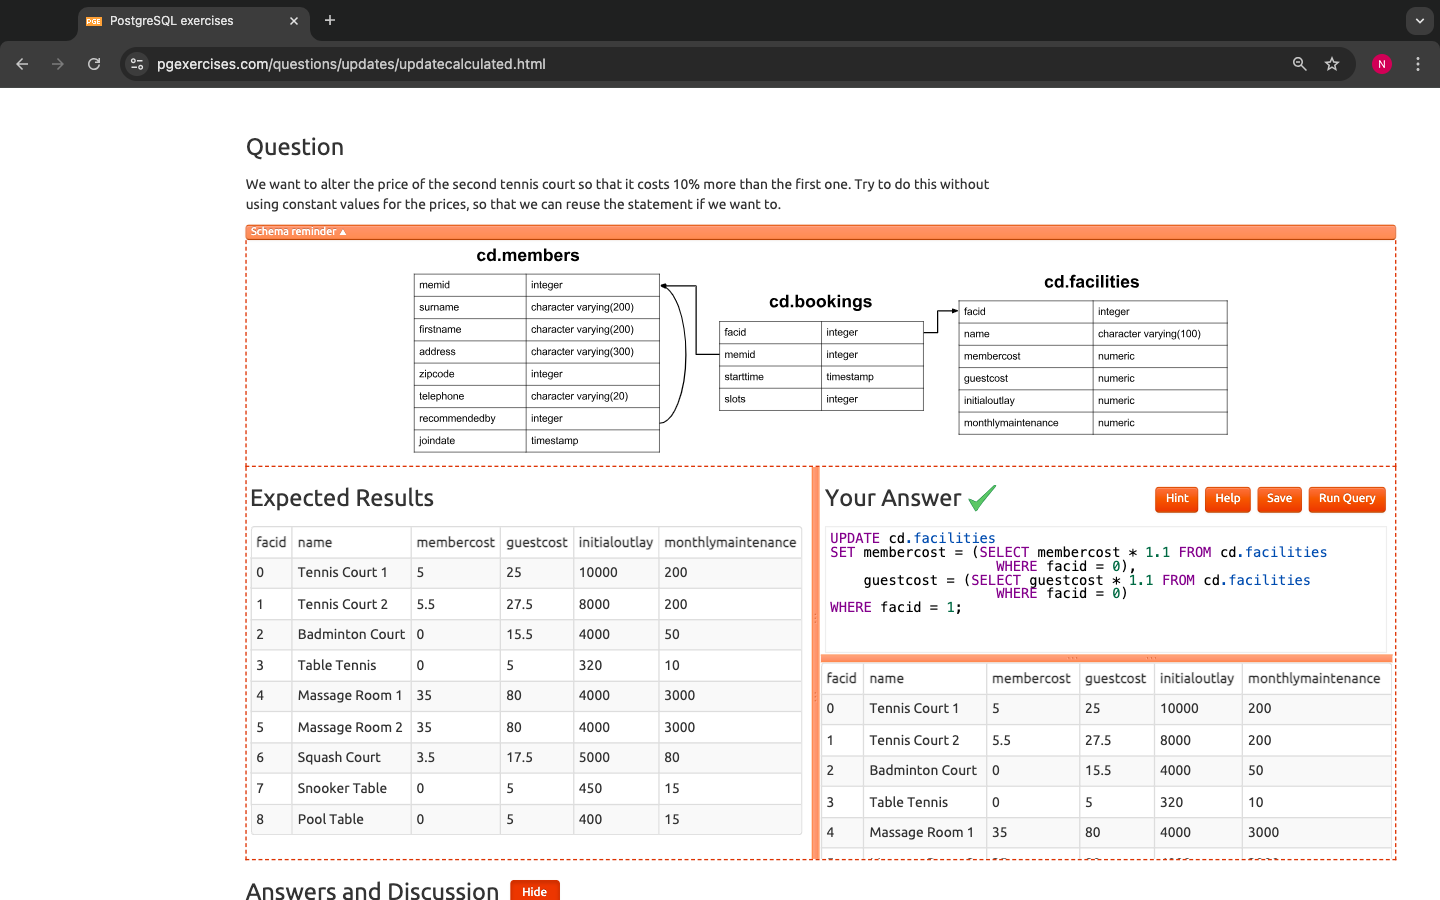 PGE PostgreSQL exercises
pgexercises.com/questions/updates/updatecalculated.html
N
Question
We want to alter the price of the second tennis court so that it costs 10% more than the first one. Try to do this without
using constant values for the prices, so that we can reuse the statement if we want to.
Schema reminder ▲
cd.members
memid integer
surname character varying(200)
firstname character varying(200)
address character varying(300)
zipcode integer
telephone character varying(20)
recommendedby integer
joindate timestamp
cd.bookings
facid integer
memid integer
starttime timestamp
slots integer
cd.facilities
facid integer
name character varying(100)
membercost numeric
guestcost numeric
initialoutlay numeric
monthlymaintenance numeric
Expected Results
facid name membercost guestcost initialoutlay monthlymaintenance
0 Tennis Court 1 5 25 10000 200
1 Tennis Court 2 5.5 27.5 8000 200
2 Badminton Court 0 15.5 4000 50
3 Table Tennis 0 5 320 10
4 Massage Room 1 35 80 4000 3000
5 Massage Room 2 35 80 4000 3000
6 Squash Court 3.5 17.5 5000 80
7 Snooker Table 0 5 450 15
8 Pool Table 0 5 400 15
Your Answer
Hint Help Save Run Query
UPDATE cd.facilities
SET membercost = (SELECT membercost * 1.1 FROM cd.facilities
WHERE facid = 0),
guestcost = (SELECT guestcost * 1.1 FROM cd.facilities
WHERE facid = 0)
WHERE facid = 1;
facid name membercost guestcost initialoutlay monthlymaintenance
0 Tennis Court 1 5 25 10000 200
1 Tennis Court 2 5.5 27.5 8000 200
2 Badminton Court 0 15.5 4000 50
3 Table Tennis 0 5 320 10
4 Massage Room 1 35 80 4000 3000
Answers and Discussion Hide